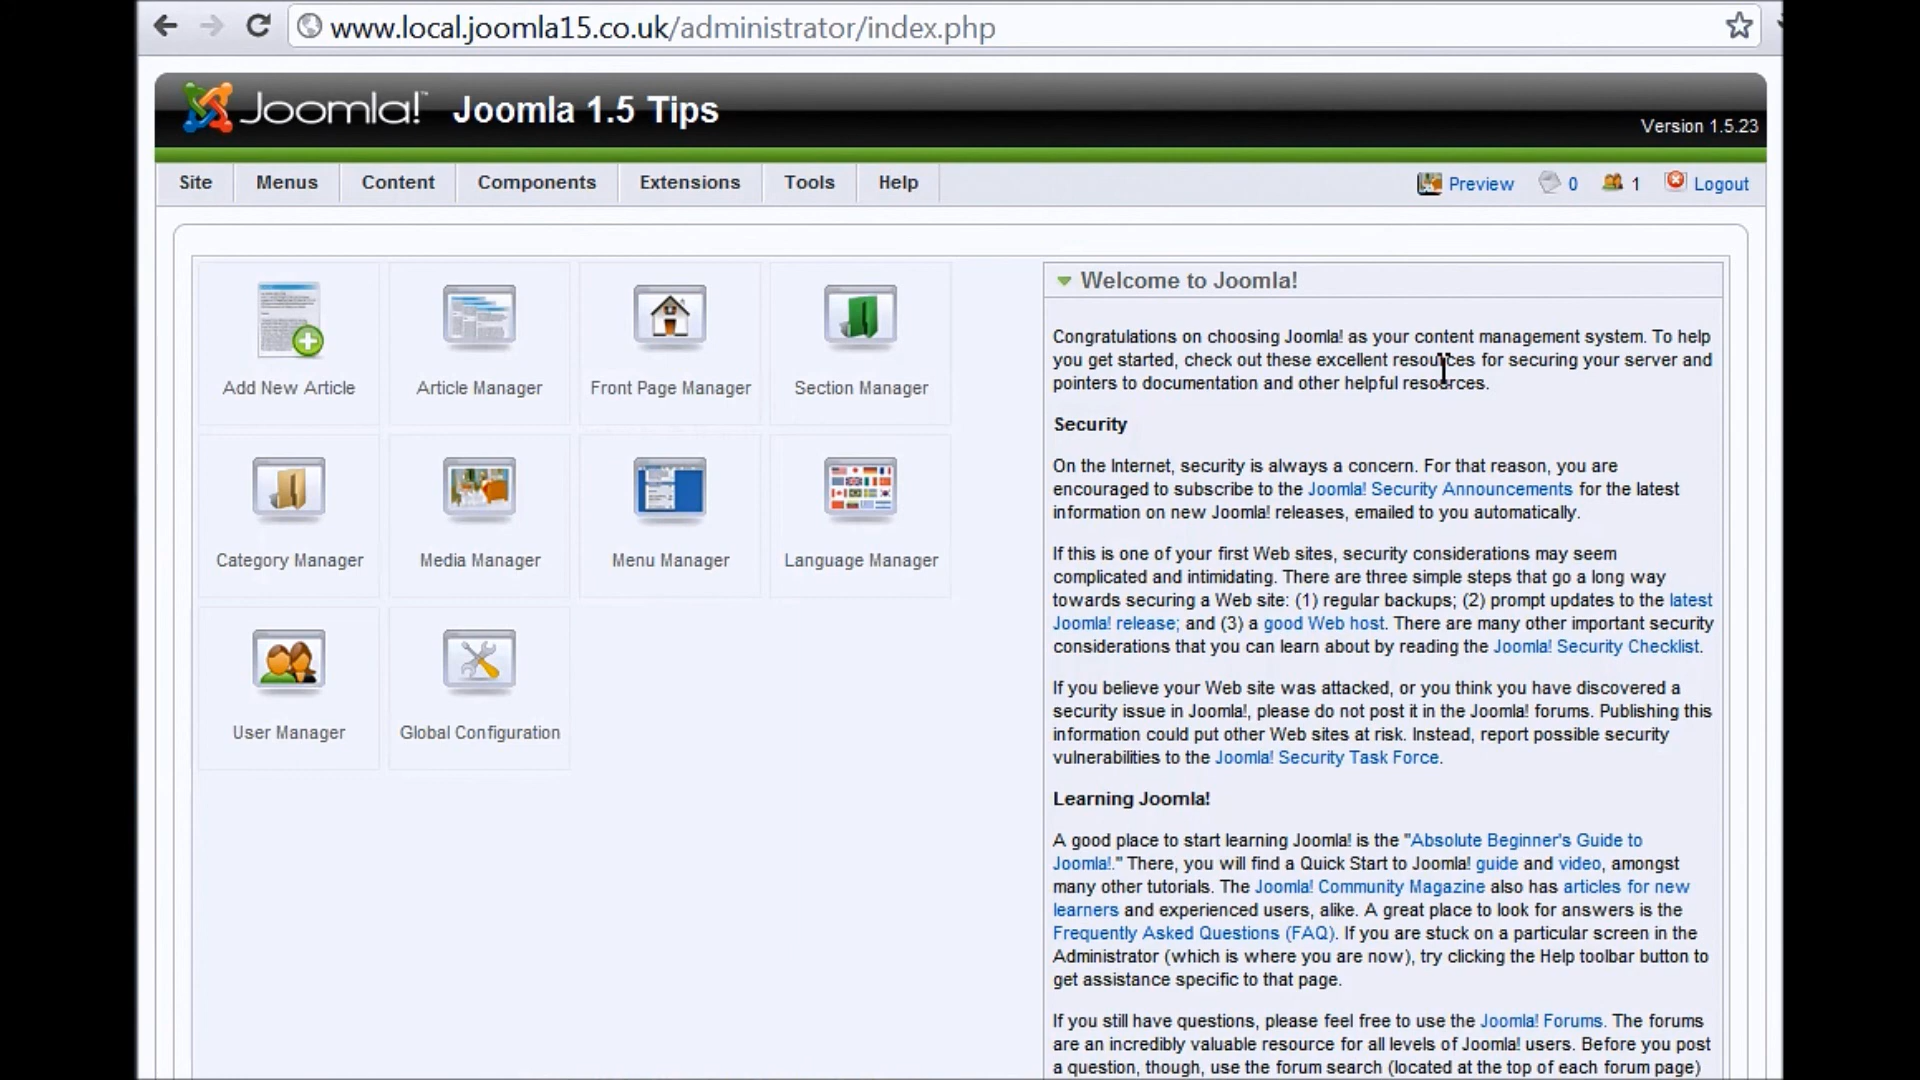 www.local.joomla15.co.uk/administrator/index.php
Joomla!™ Joomla 1.5 Tips
Version 1.5.23
Site Menus Content Components Extensions Tools Help Preview 0 1 Logout
Add New Article Article Manager Front Page Manager Section Manager
Category Manager Media Manager Menu Manager Language Manager
User Manager Global Configuration
Welcome to Joomla!
Congratulations on choosing Joomla! as your content management system. To help
you get started, check out these excellent resources for securing your server and
pointers to documentation and other helpful resources.
Security
On the Internet, security is always a concern. For that reason, you are
encouraged to subscribe to the Joomla! Security Announcements for the latest
information on new Joomla! releases, emailed to you automatically.
If this is one of your first Web sites, security considerations may seem
complicated and intimidating. There are three simple steps that go a long way
towards securing a Web site: (1) regular backups; (2) prompt updates to the latest
Joomla! release; and (3) a good Web host. There are many other important security
considerations that you can learn about by reading the Joomla! Security Checklist.
If you believe your Web site was attacked, or you think you have discovered a
security issue in Joomla!, please do not post it in the Joomla! forums. Publishing this
information could put other Web sites at risk. Instead, report possible security
vulnerabilities to the Joomla! Security Task Force.
Learning Joomla!
A good place to start learning Joomla! is the "Absolute Beginner's Guide to
Joomla!." There, you will find a Quick Start to Joomla! guide and video, amongst
many other tutorials. The Joomla! Community Magazine also has articles for new
learners and experienced users, alike. A great place to look for answers is the
Frequently Asked Questions (FAQ). If you are stuck on a particular screen in the
Administrator (which is where you are now), try clicking the Help toolbar button to
get assistance specific to that page.
If you still have questions, please feel free to use the Joomla! Forums. The forums
are an incredibly valuable resource for all levels of Joomla! users. Before you post
a question, though, use the forum search (located at the top of each forum page)